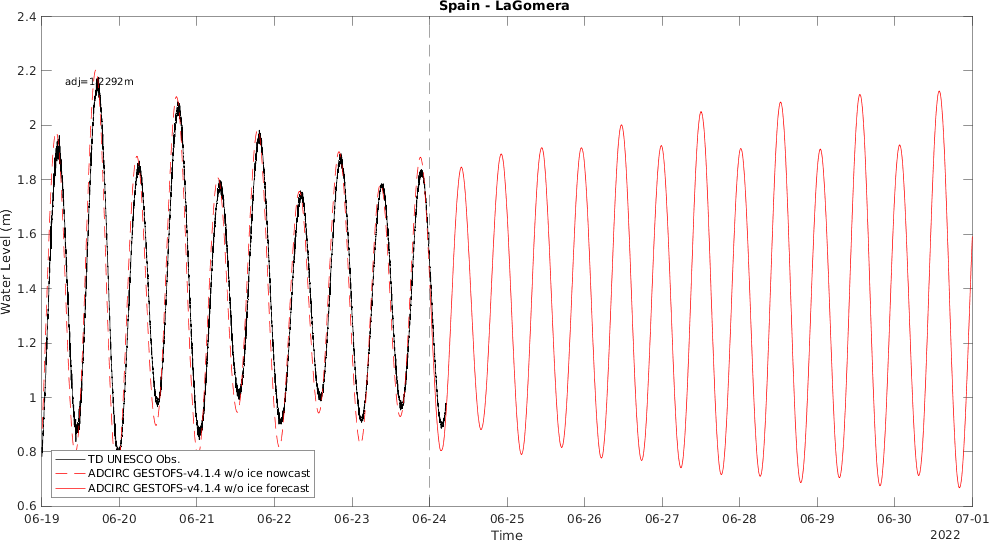 Spain - LaGomera
2.4
2.2
2
1.8
1.6
1.4
1.2
1
0.8
0.6
Water Level (m)
adj=1.2292m
TD UNESCO Obs.
ADCIRC GESTOFS-v4.1.4 w/o ice nowcast
ADCIRC GESTOFS-v4.1.4 w/o ice forecast
06-19 06-20 06-21 06-22 06-23 06-24 06-25 06-26 06-27 06-28 06-29 06-30 07-01
Time
2022